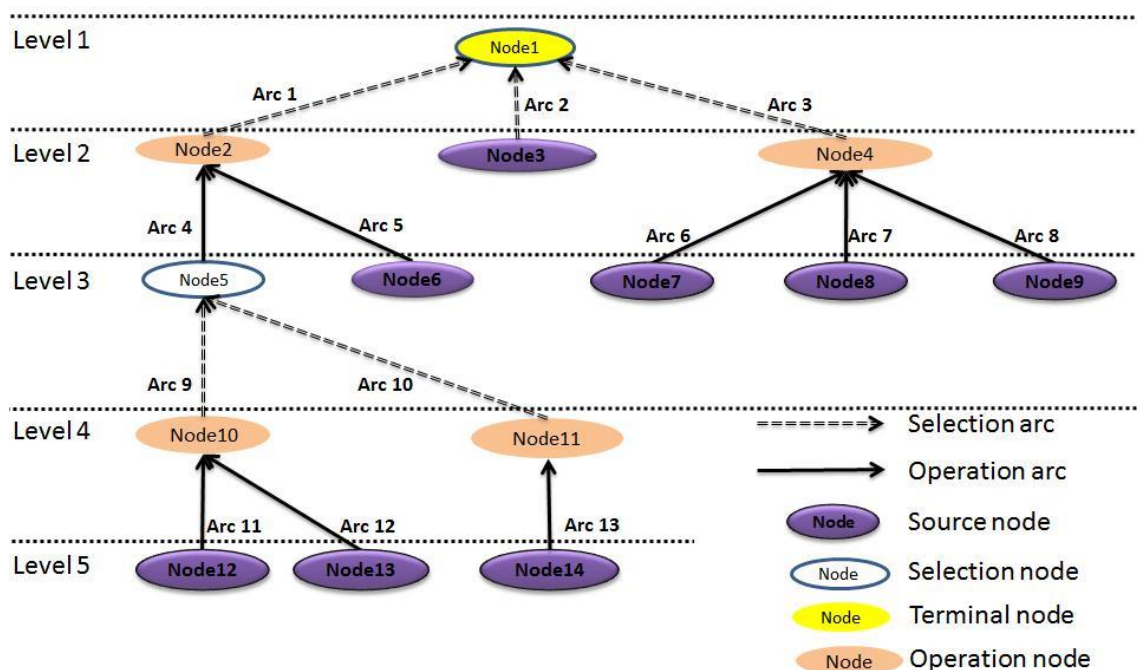 Level 1
Node1
Arc 1
Arc 2
Arc 3
Level 2
Node2
Node3
Node4
Arc 4
Arc 5
Arc 6
Arc 7
Arc 8
Level 3
Node5
Node6
Node7
Node8
Node9
Arc 9
Arc 10
Level 4
Node10
Node11
Arc 11
Arc 12
Arc 13
Level 5
Node12
Node13
Node14
Selection arc
Operation arc
Node Source node
Node Selection node
Node Terminal node
Node Operation node